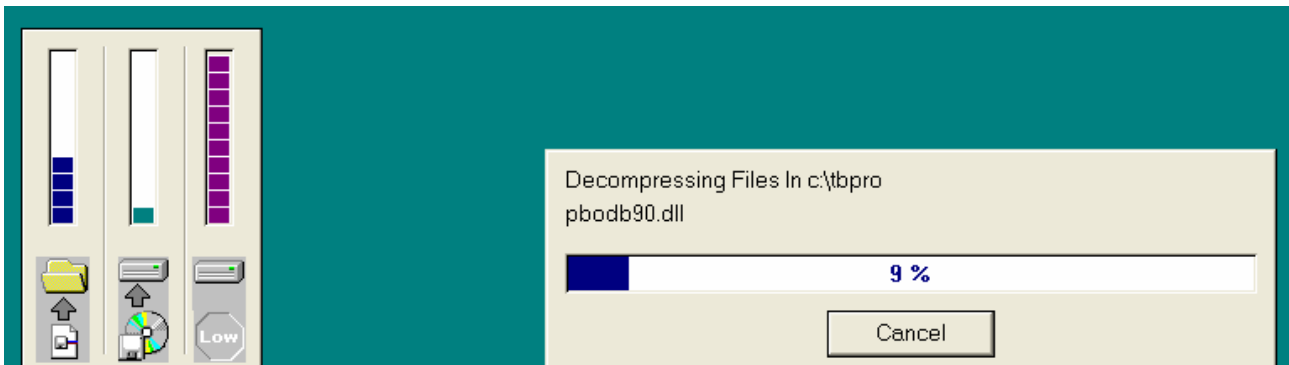 Decompressing Files In c:\tbpro
pbodb90.dll
9 %
Cancel
Low